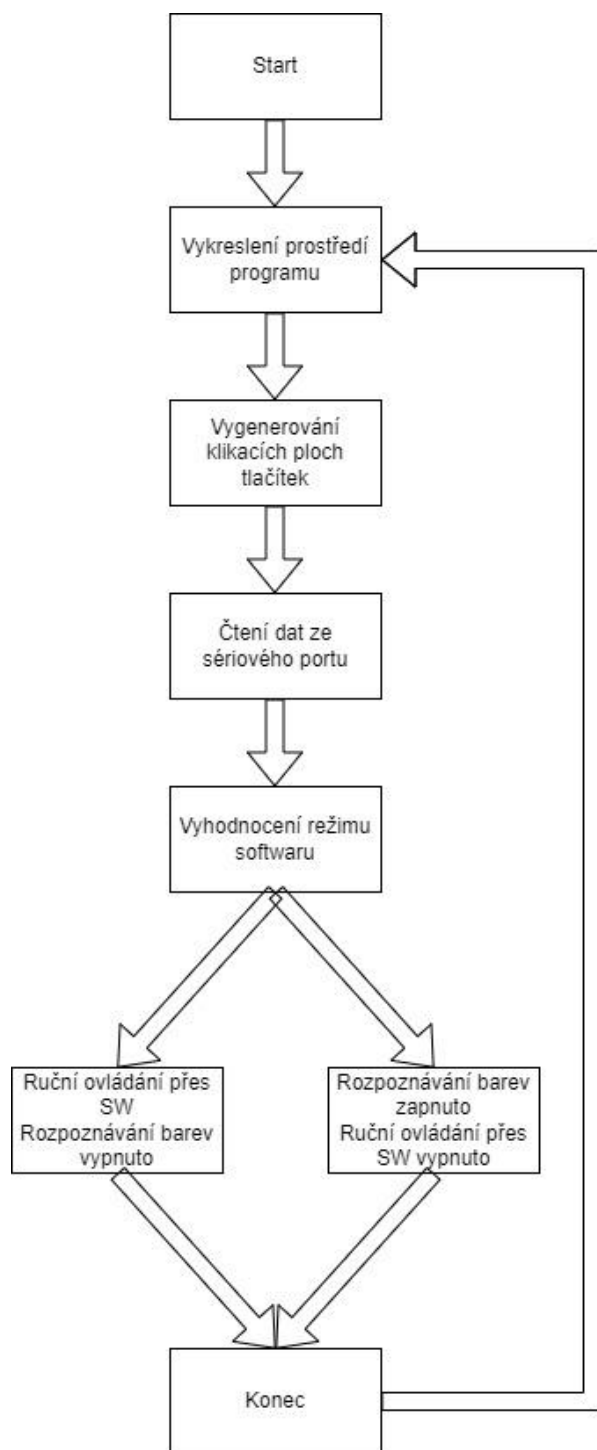 Start
Vykreslení prostředí
programu
Vygenerování
klikacích ploch
tlačítek
Čtení dat ze
sériového portu
Vyhodnocení režimu
softwaru
Ruční ovládání přes
SW
Rozpoznávání barev
vypnuto
Rozpoznávání barev
zapnuto
Ruční ovládání přes
SW vypnuto
Konec